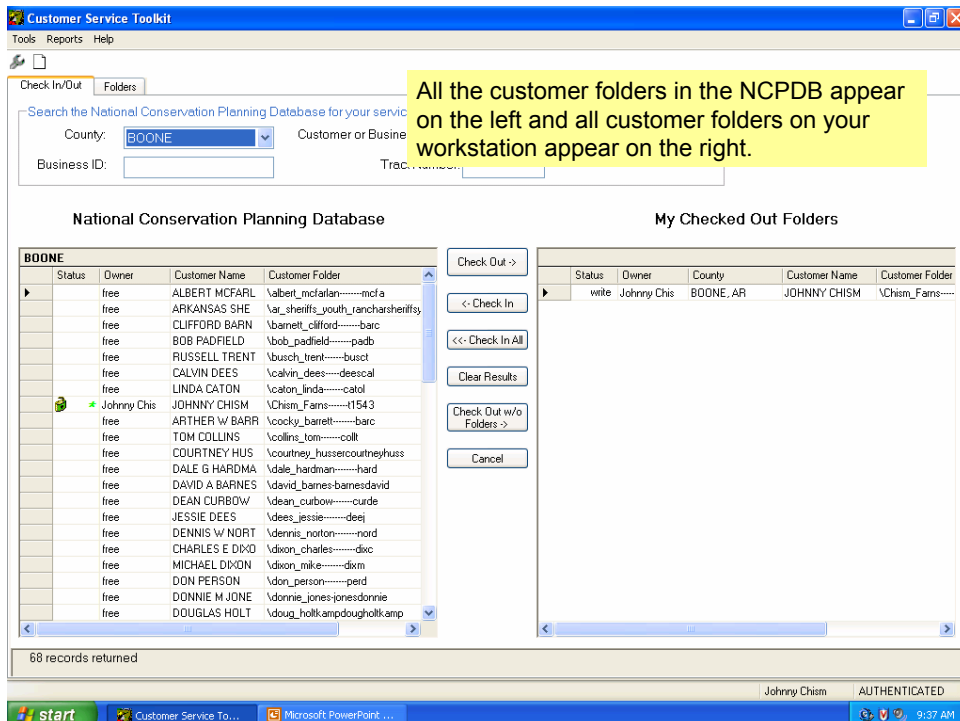 Customer Service Toolkit
Tools Reports Help
Check In/Out Folders
All the customer folders in the NCPDB appear
on the left and all customer folders on your
workstation appear on the right.
Search the National Conservation Planning Database for your servic
County: BOONE Customer or Busine
Business ID: Trac
National Conservation Planning Database
My Checked Out Folders
BOONE
Status Owner Customer Name Customer Folder
free ALBERT MCFARL \albert_mcfarlan--------mcfa
free ARKANSAS SHE \ar_sheriffs_youth_rancharsheriffsy
free CLIFFORD BARN \barnett_clifford--------barc
free BOB PADFIELD \bob_padfield--------padb
free RUSSELL TRENT \busch_trent-------busct
free CALVIN DEES \calvin_dees-----deescal
free LINDA CATON \caton_linda-------catol
* Johnny Chis JOHNNY CHISM \Chism_Farns------t1543
free ARTHER W BARR \cocky_barrett--------barc
free TOM COLLINS \collins_tom-------collt
free COURTNEY HUS \courtney_hussercourtneyhuss
free DALE G HARDMA \dale_hardman--------hard
free DAVID A BARNES \david_barnes-barnesdavid
free DEAN CURBOW \dean_curbow-------curde
free JESSIE DEES \dees_jessie--------deej
free DENNIS W NORT \dennis_norton--------nord
free CHARLES E DIXO \dixon_charles--------dixc
free MICHAEL DIXON \dixon_mike--------dixm
free DON PERSON \don_person-------perd
free DONNIE M JONE \donnie_jones-jonesdonnie
free DOUGLAS HOLT \doug_holtkampdougholtkamp
Check Out ->
<- Check In
<<- Check In All
Clear Results
Check Out w/o
Folders ->
Cancel
Status Owner County Customer Name Customer Folder
write Johnny Chis BOONE, AR JOHNNY CHISM \Chism_Farns-----
68 records returned
Johnny Chism AUTHENTICATED
start Customer Service To... Microsoft PowerPoint ... 9:37 AM